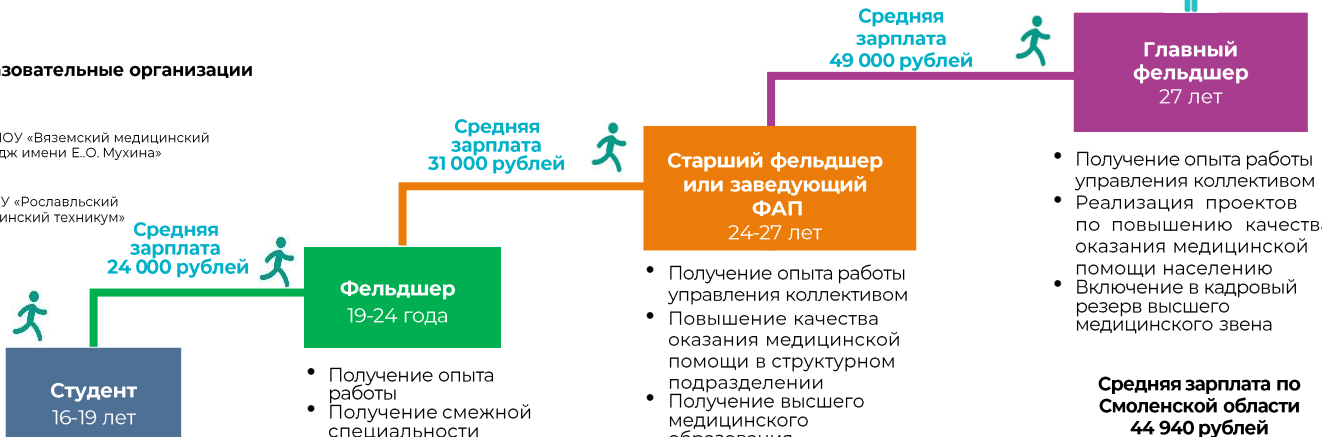 азовательные организации
ПОУ «Вяземский медицинский
дж имени Е..О. Мухина»
У «Рославльский
инский техникум»
Средняя
зарплата
24 000 рублей
Студент
16-19 лет
Средняя
зарплата
31 000 рублей
Фельдшер
19-24 года
• Получение опыта
работы
• Получение смежной
специальности
Средняя
зарплата
49 000 рублей
Старший фельдшер
или заведующий
ФАП
24-27 лет
• Получение опыта работы
управления коллективом
• Повышение качества
оказания медицинской
помощи в структурном
подразделении
• Получение высшего
медицинского
образования
Главный
фельдшер
27 лет
• Получение опыта работы
управления коллективом
• Реализация проектов
по повышению качества
оказания медицинской
помощи населению
• Включение в кадровый
резерв высшего
медицинского звена
Средняя зарплата по
Смоленской области
44 940 рублей